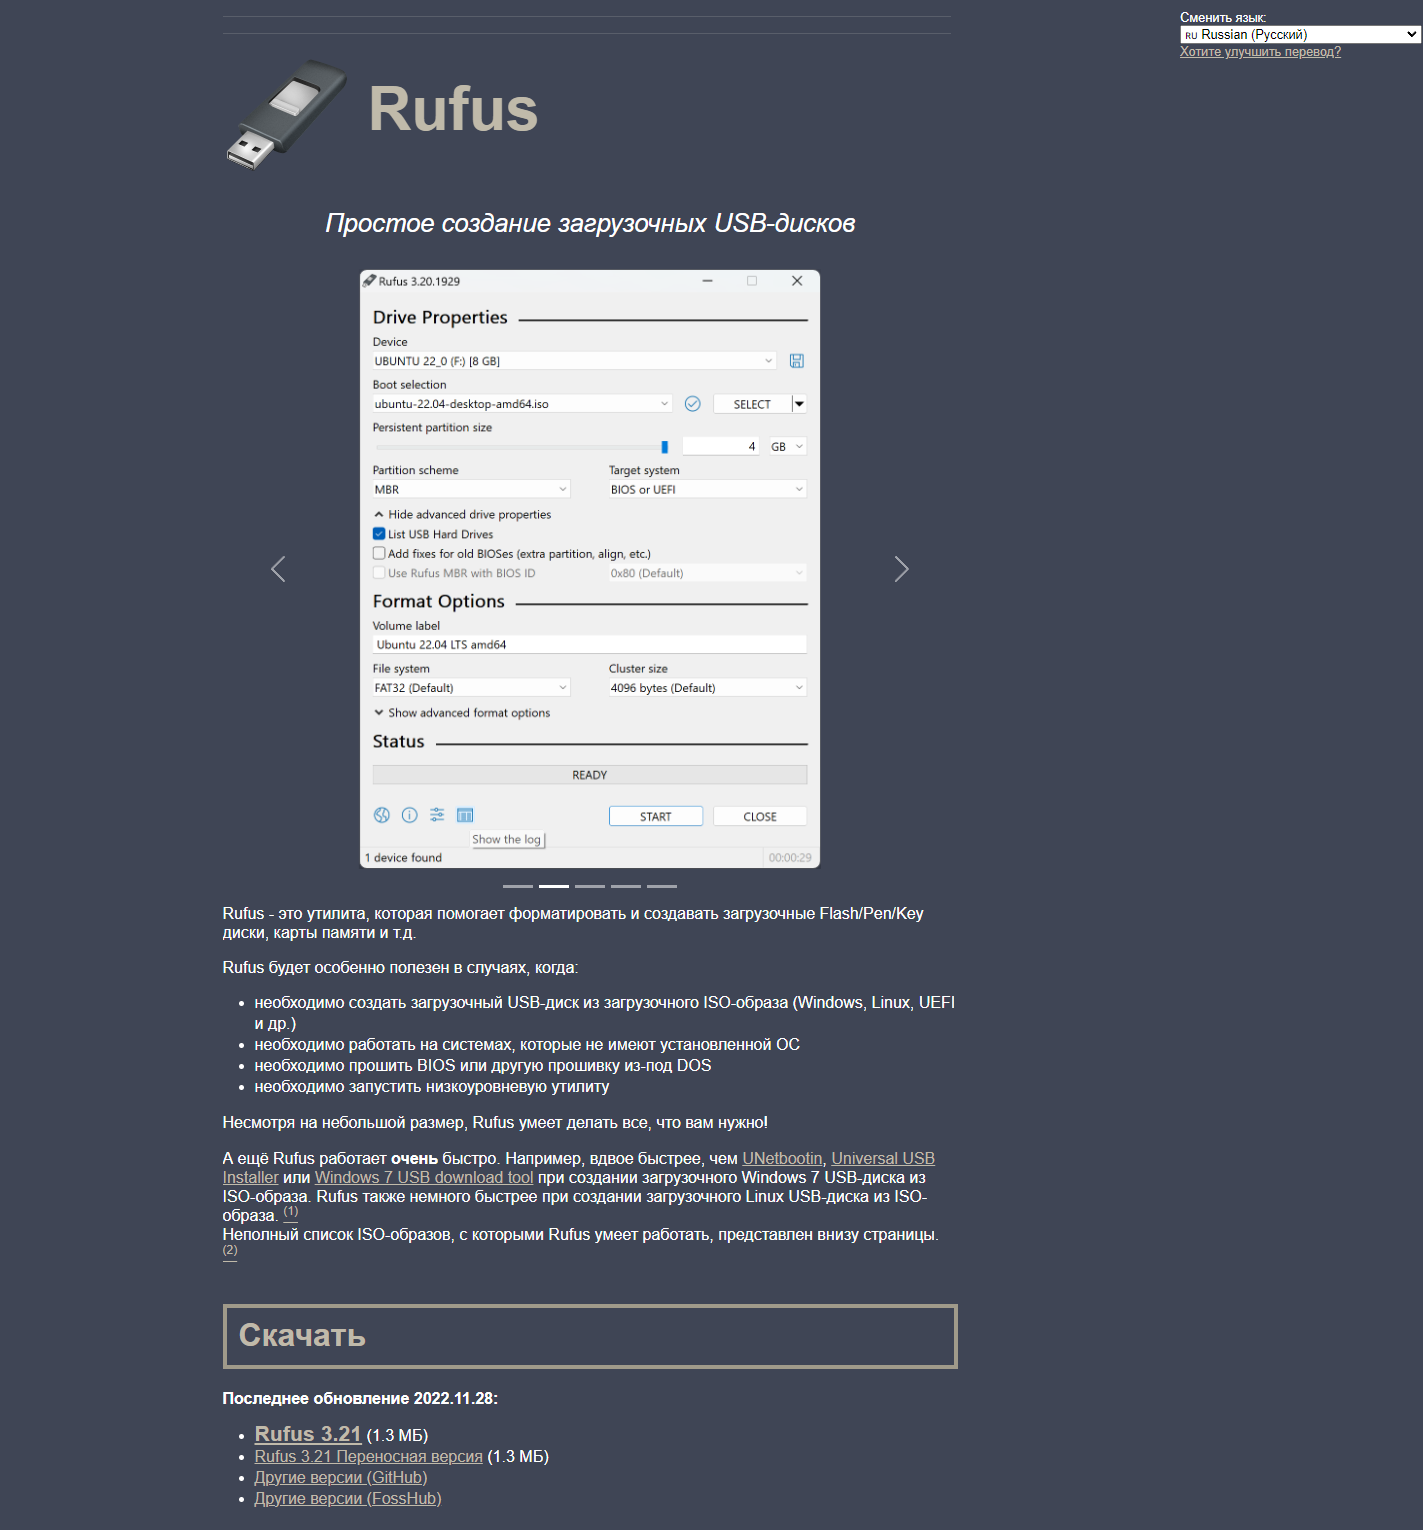 Сменить язык:
RU Russian (Русский)
Хотите улучшить перевод?
Rufus
Простое создание загрузочных USB-дисков
Rufus 3.20.1929
Drive Properties
Device
UBUNTU 22_0 (F:) [8 GB]
Boot selection
ubuntu-22.04-desktop-amd64.iso SELECT
Persistent partition size
4 GB
Partition scheme Target system
MBR BIOS or UEFI
Hide advanced drive properties
List USB Hard Drives
Add fixes for old BIOSes (extra partition, align, etc.)
Use Rufus MBR with BIOS ID 0x80 (Default)
Format Options
Volume label
Ubuntu 22.04 LTS amd64
File system Cluster size
FAT32 (Default) 4096 bytes (Default)
Show advanced format options
Status
READY
START CLOSE
Show the log
1 device found 00:00:29
Rufus - это утилита, которая помогает форматировать и создавать загрузочные Flash/Pen/Key
диски, карты памяти и т.д.
Rufus будет особенно полезен в случаях, когда:
• необходимо создать загрузочный USB-диск из загрузочного ISO-образа (Windows, Linux, UEFI
и др.)
• необходимо работать на системах, которые не имеют установленной ОС
• необходимо прошить BIOS или другую прошивку из-под DOS
• необходимо запустить низкоуровневую утилиту
Несмотря на небольшой размер, Rufus умеет делать все, что вам нужно!
А ещё Rufus работает очень быстро. Например, вдвое быстрее, чем UNetbootin, Universal USB
Installer или Windows 7 USB download tool при создании загрузочного Windows 7 USB-диска из
ISO-образа. Rufus также немного быстрее при создании загрузочного Linux USB-диска из ISO-
образа. (1)
Неполный список ISO-образов, с которыми Rufus умеет работать, представлен внизу страницы.
(2)
Скачать
Последнее обновление 2022.11.28:
• Rufus 3.21 (1.3 МБ)
• Rufus 3.21 Переносная версия (1.3 МБ)
• Другие версии (GitHub)
• Другие версии (FossHub)